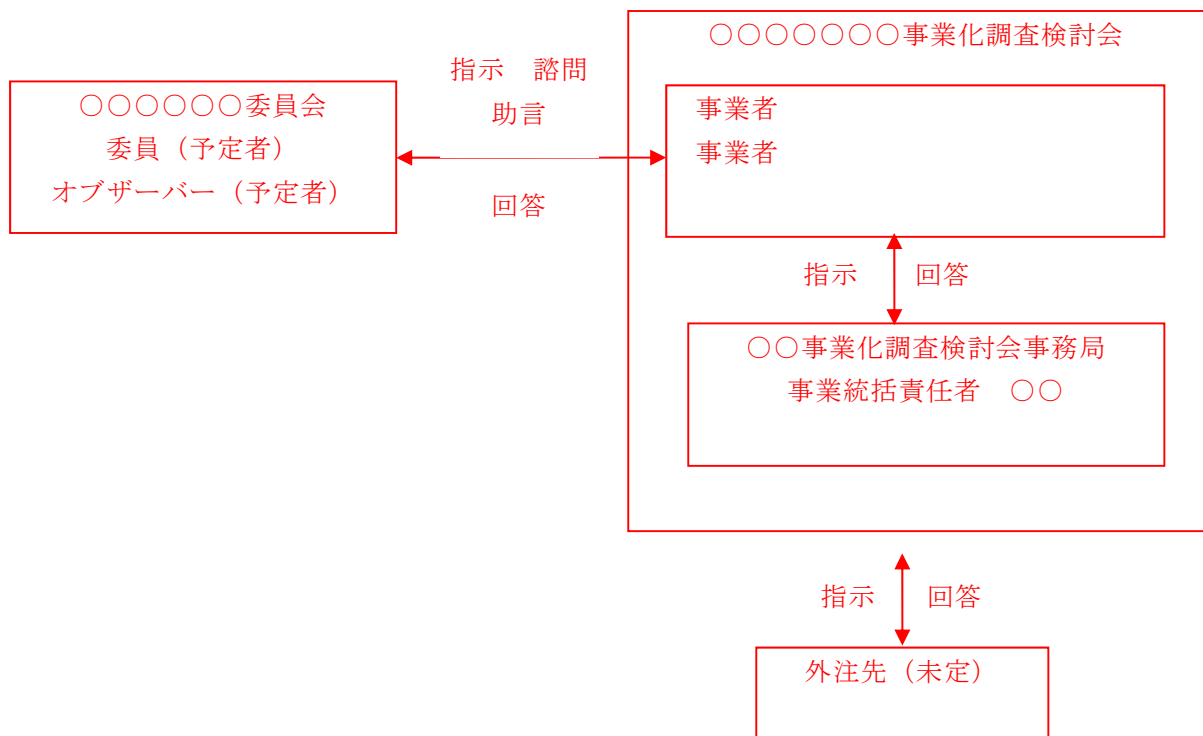 ○○○○○○○事業化調査検討会
指示　諮問
助言
○○○○○○委員会
委員（予定者）
オブザーバー（予定者）
回答
事業者
事業者
指示
回答
○○事業化調査検討会事務局
事業統括責任者　○○
指示
回答
外注先（未定）